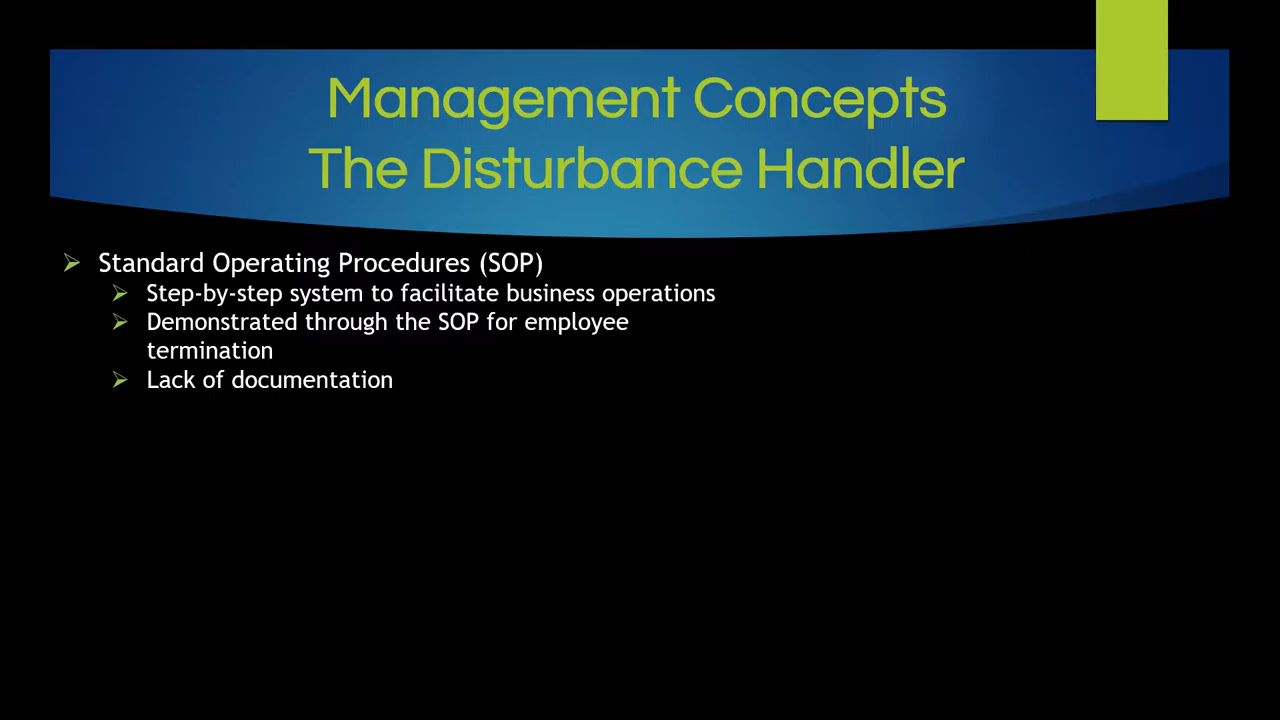 Management Concepts
The Disturbance Handler
Standard Operating Procedures (SOP)
Step-by-step system to facilitate business operations
Demonstrated through the SOP for employee
termination
Lack of documentation